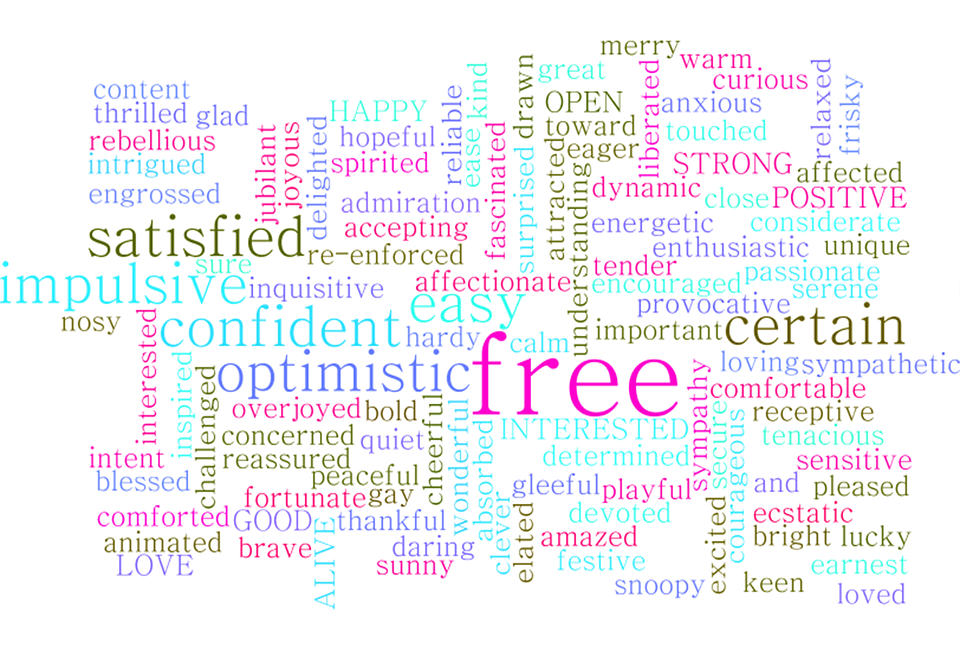 merry
warm
great
curious
content
kind
drawn
liberated
relaxed
frisky
thrilled
glad
HAPPY
reliable
OPEN
anxious
rebellious
jubilant
joyous
delighted
hopeful
ease
fascinated
toward
touched
intrigued
spirited
surprised
attracted
eager
STRONG
affected
engrossed
admiration
understanding
dynamic
close
POSITIVE
satisfied
accepting
energetic
considerate
re-enforced
enthusiastic
unique
sure
tender
passionate
impulsive
inquisitive
affectionate
encouraged
serene
easy
provocative
nosy
confident
hardy
calm
important
certain
interested
inspired
optimistic
free
sympathy
loving
sympathetic
challenged
overjoyed
bold
cheerful
wonderful
comfortable
secure
courageous
receptive
concerned
quiet
absorbed
INTERESTED
tenacious
intent
reassured
determined
sensitive
blessed
peaceful
gleeful
playful
and
pleased
fortunate
gay
clever
elated
excited
comforted
GOOD
ALIVE
thankful
devoted
ecstatic
animated
brave
daring
amazed
bright
lucky
LOVE
sunny
festive
earnest
snoopy
keen
loved